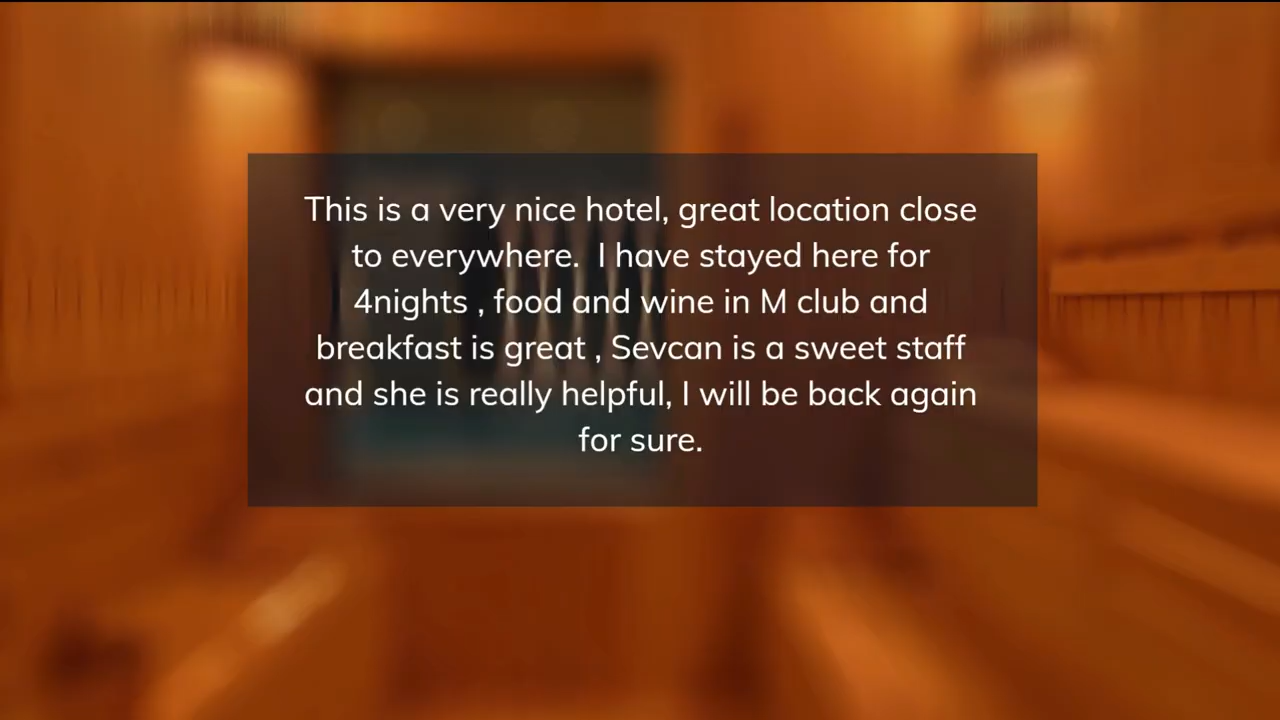 This is a very nice hotel, great location close
to everywhere.  I have stayed here for
4nights , food and wine in M club and
breakfast is great , Sevcan is a sweet staff
and she is really helpful, I will be back again
for sure.